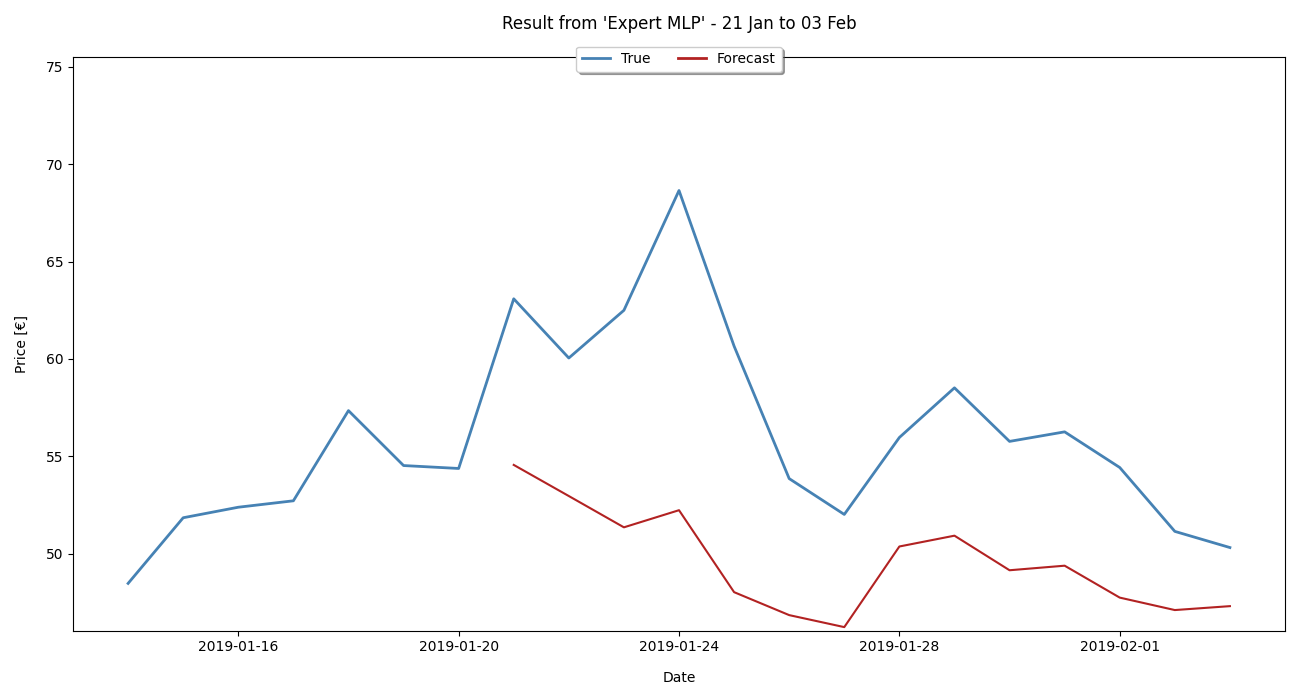 Result from 'Expert MLP' - 21 Jan to 03 Feb
True Forecast
75
70
65
60
55
50
Price [€]
2019-01-16 2019-01-20 2019-01-24 2019-01-28 2019-02-01
Date